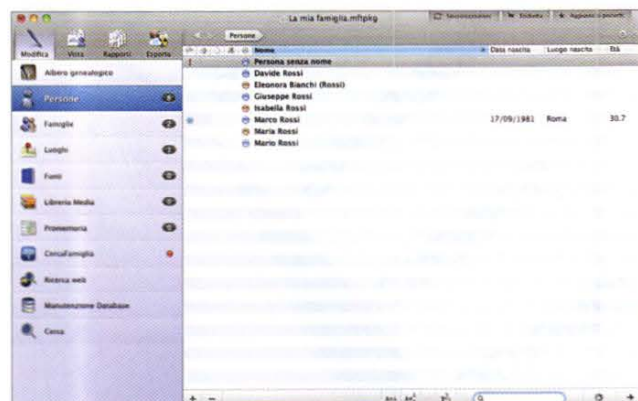 La mia famiglia.mftpkg
Modifica Vista Rapporti Esporta
Persone
Nome Data nascita Luogo nascita Età
Albero genealogico
Persone
Famiglie
Luoghi
Fonti
Libreria Media
Promemoria
CercaFamiglia
Ricerca web
Manutenzione Database
Cerca
Persona senza nome
Davide Rossi
Eleonora Bianchi (Rossi)
Giuseppe Rossi
Isabella Rossi
Marco Rossi 17/09/1981 Roma 30.7
Maria Rossi
Mario Rossi